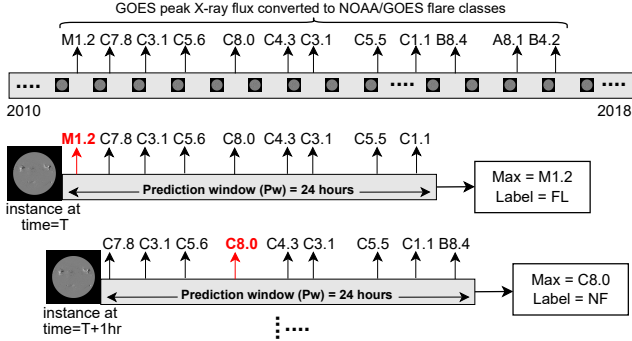 GOES peak X-ray flux converted to NOAA/GOES flare classes
M1.2 C7.8 C3.1 C5.6 C8.0 C4.3 C3.1 C5.5 C1.1 B8.4 A8.1 B4.2
.... .... ....
2010 2018
M1.2 C7.8 C3.1 C5.6 C8.0 C4.3 C3.1 C5.5 C1.1
Prediction window (Pw) = 24 hours
Max = M1.2
Label = FL
instance at
time=T
C7.8 C3.1 C5.6 C8.0 C4.3 C3.1 C5.5 C1.1 B8.4
Prediction window (Pw) = 24 hours
Max = C8.0
Label = NF
instance at
time=T+1hr
....